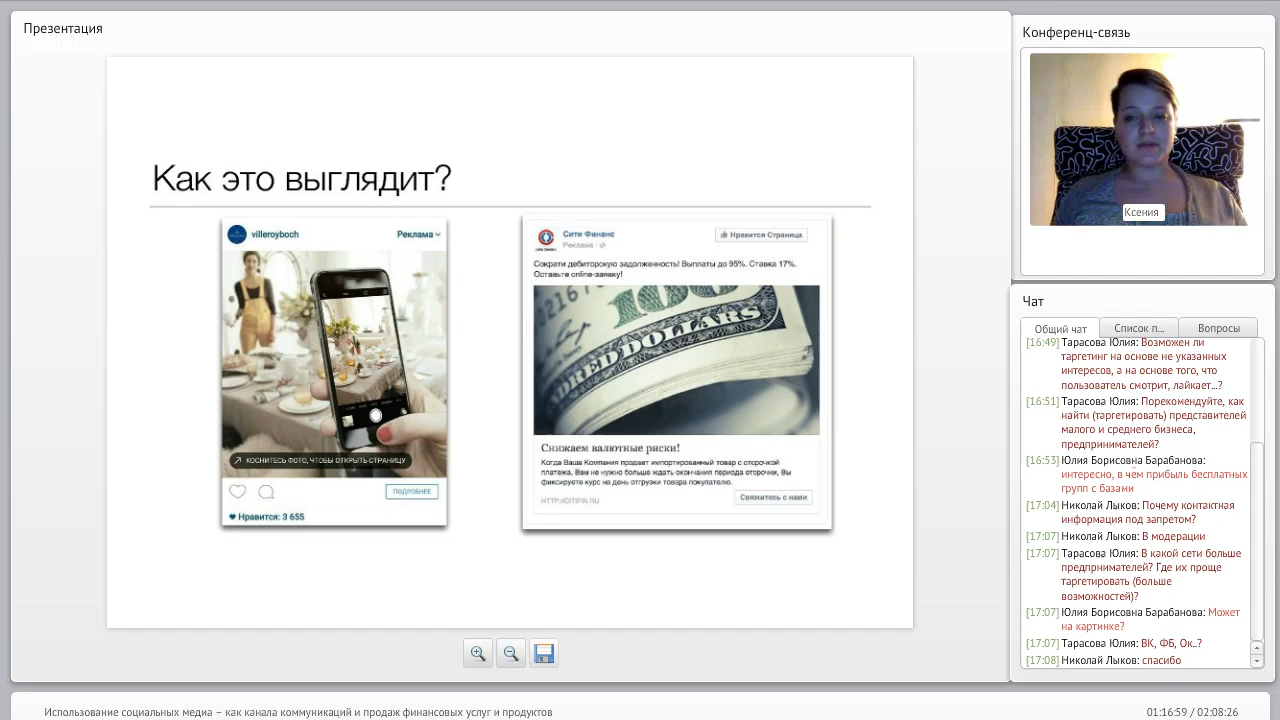 Презентация
Как это выглядит?
villeroyboch
Реклама
КОСНИТЕСЬ ФОТО, ЧТОБЫ ОТКРЫТЬ СТРАНИЦУ
ПОДРОБНЕЕ
Нравится: 3 655
Сити Финанс
Реклама
Нравится Страница
Сократи дебиторскую задолженность! Выплаты до 95%. Ставка 17%.
Оставьте online-заявку!
100
DRED DOLLARS
Снижаем валютные риски!
Когда Ваша Компания продает импортированный товар с отсрочкой
платежа, Вам не нужно больше ждать окончания периода отсрочки, Вы
фиксируете курс на день отгрузки товара покупателю.
HTTP://CITIFIN.RU
Свяжитесь с нами
Конференц-связь
Ксения
Чат
Общий чат
Список п...
Вопросы
[16:49] Тарасова Юлия: Возможен ли
таргетинг на основе не указанных
интересов, а на основе того, что
пользователь смотрит, лайкает...?
[16:51] Тарасова Юлия: Порекомендуйте, как
найти (таргетировать) представителей
малого и среднего бизнеса,
предпринимателей?
[16:53] Юлия Борисовна Барабанова:
интересно, в чем прибыль бесплатных
групп с базами
[17:04] Николай Лыков: Почему контактная
информация под запретом?
[17:07] Николай Лыков: В модерации
[17:07] Тарасова Юлия: В какой сети больше
предпрнимателей? Где их проще
таргетировать (больше
возможностей)?
[17:07] Юлия Борисовна Барабанова: Может
на картинке?
[17:07] Тарасова Юлия: ВК, ФБ, Ок..?
[17:08] Николай Лыков: спасибо
Использование социальных медиа – как канала коммуникаций и продаж финансовых услуг и продуктов
01:16:59 / 02:08:26